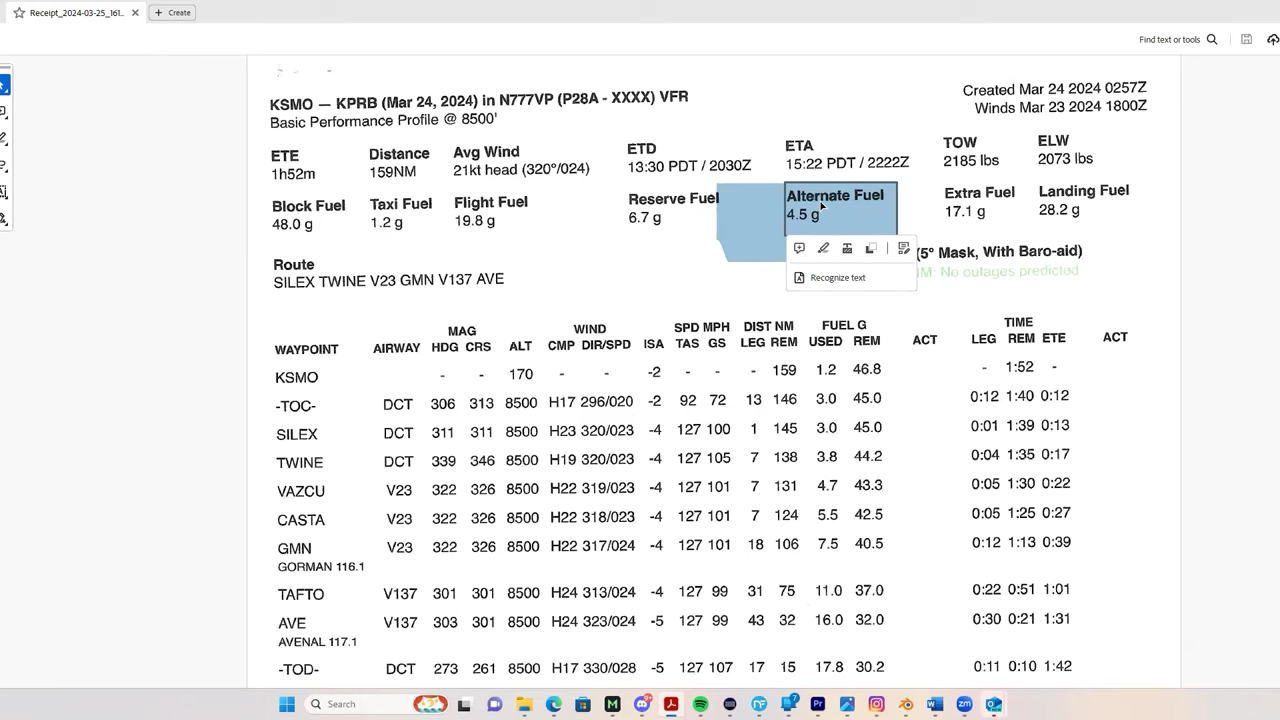 Receipt_2024-03-25_161...
Create
Find text or tools
KSMO — KPRB (Mar 24, 2024) in N777VP (P28A - XXXX) VFR
Created Mar 24 2024 0257Z
Basic Performance Profile @ 8500'
Winds Mar 23 2024 1800Z
ETE Distance Avg Wind ETD ETA TOW ELW
1h52m 159NM 21kt head (320°/024) 13:30 PDT / 2030Z 15:22 PDT / 2222Z 2185 lbs 2073 lbs
Block Fuel Taxi Fuel Flight Fuel Reserve Fuel Alternate Fuel Extra Fuel Landing Fuel
48.0 g 1.2 g 19.8 g 6.7 g 4.5 g 17.1 g 28.2 g
Route (5° Mask, With Baro-aid)
SILEX TWINE V23 GMN V137 AVE IM: No outages predicted
Recognize text
MAG WIND SPD MPH DIST NM FUEL G TIME
WAYPOINT AIRWAY HDG CRS ALT CMP DIR/SPD ISA TAS GS LEG REM USED REM ACT LEG REM ETE ACT
KSMO - - 170 - - -2 - - - 159 1.2 46.8 - 1:52 -
-TOC- DCT 306 313 8500 H17 296/020 -2 92 72 13 146 3.0 45.0 0:12 1:40 0:12
SILEX DCT 311 311 8500 H23 320/023 -4 127 100 1 145 3.0 45.0 0:01 1:39 0:13
TWINE DCT 339 346 8500 H19 320/023 -4 127 105 7 138 3.8 44.2 0:04 1:35 0:17
VAZCU V23 322 326 8500 H22 319/023 -4 127 101 7 131 4.7 43.3 0:05 1:30 0:22
CASTA V23 322 326 8500 H22 318/023 -4 127 101 7 124 5.5 42.5 0:05 1:25 0:27
GMN V23 322 326 8500 H22 317/024 -4 127 101 18 106 7.5 40.5 0:12 1:13 0:39
GORMAN 116.1
TAFTO V137 301 301 8500 H24 313/024 -4 127 99 31 75 11.0 37.0 0:22 0:51 1:01
AVE V137 303 301 8500 H24 323/024 -5 127 99 43 32 16.0 32.0 0:30 0:21 1:31
AVENAL 117.1
-TOD- DCT 273 261 8500 H17 330/028 -5 127 107 17 15 17.8 30.2 0:11 0:10 1:42
Search